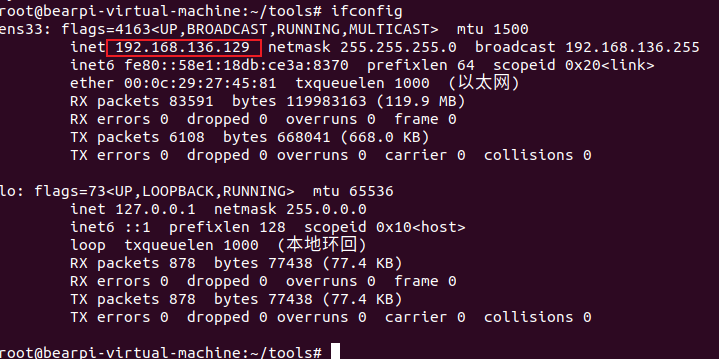 root@bearpi-virtual-machine:~/tools# ifconfig
ens33: flags=4163<UP,BROADCAST,RUNNING,MULTICAST>  mtu 1500
        inet 192.168.136.129  netmask 255.255.255.0  broadcast 192.168.136.255
        inet6 fe80::58e1:18db:ce3a:8370  prefixlen 64  scopeid 0x20<link>
        ether 00:0c:29:27:45:81  txqueuelen 1000  (以太网)
        RX packets 83591  bytes 119983163 (119.9 MB)
        RX errors 0  dropped 0  overruns 0  frame 0
        TX packets 6108  bytes 668041 (668.0 KB)
        TX errors 0  dropped 0 overruns 0  carrier 0  collisions 0
lo: flags=73<UP,LOOPBACK,RUNNING>  mtu 65536
        inet 127.0.0.1  netmask 255.0.0.0
        inet6 ::1  prefixlen 128  scopeid 0x10<host>
        loop  txqueuelen 1000  (本地环回)
        RX packets 878  bytes 77438 (77.4 KB)
        RX errors 0  dropped 0  overruns 0  frame 0
        TX packets 878  bytes 77438 (77.4 KB)
        TX errors 0  dropped 0 overruns 0  carrier 0  collisions 0
root@bearpi-virtual-machine:~/tools#